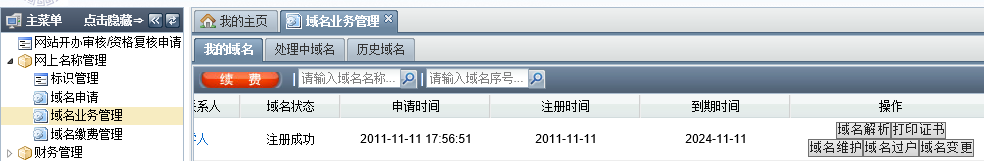 主菜单 点击隐藏⇒
网站开办审核/资格复核申请
网上名称管理
标识管理
域名申请
域名业务管理
域名缴费管理
财务管理
我的主页 域名业务管理
我的域名 处理中域名 历史域名
续 费 请输入域名名称... 请输入域名序号...
系人 域名状态 申请时间 注册时间 到期时间 操作
人 注册成功 2011-11-11 17:56:51 2011-11-11 2024-11-11 域名解析 打印证书
域名维护 域名过户 域名变更